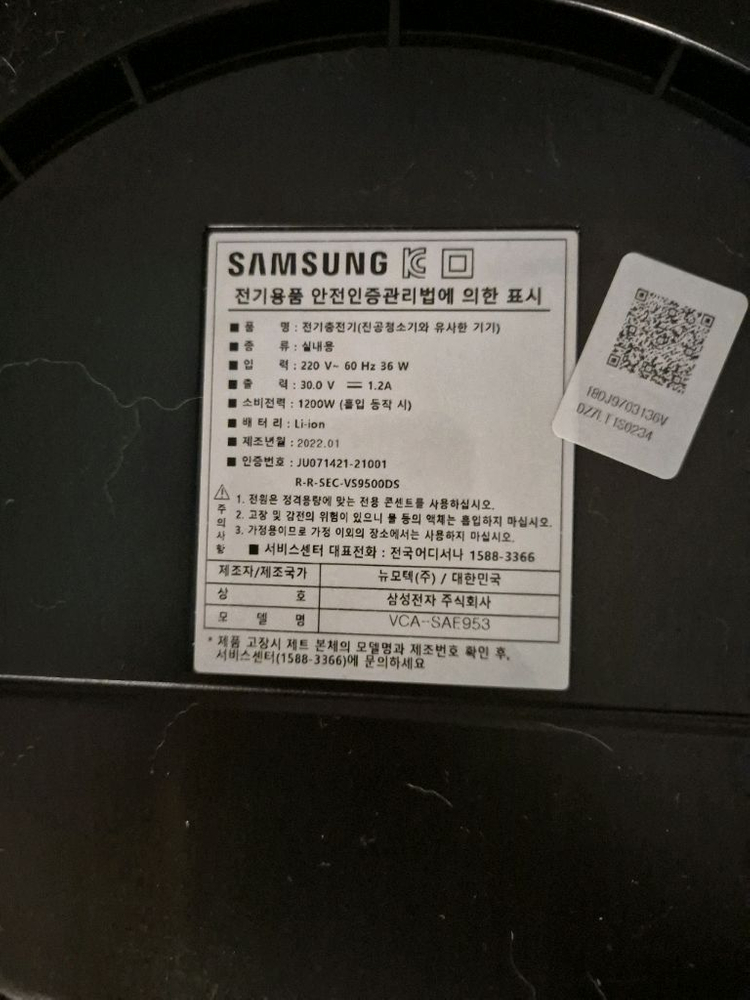 SAMSUNG
전기용품 안전인증관리법에 의한 표시
■ 품 명 : 전기충전기(진공청소기와 유사한 기기)
■ 종 류 : 실내용
■ 입 력 : 220 V~ 60 Hz 36 W
■ 출 력 : 30.0 V ⎓ 1.2A
■ 소비전력 : 1200W (흡입 동작 시)
■ 배 터 리 : Li-ion
■ 제조년월 : 2022.01
■ 인증번호 : JU071421-21001
R-R-SEC-VS9500DS
⚠ 주의사항
1. 전원은 정격용량에 맞는 전용 콘센트를 사용하십시오.
2. 고장 및 감전의 위험이 있으니 물 등의 액체는 흡입하지 마십시오.
3. 가정용이므로 가정 이외의 장소에서는 사용하지 마십시오.
■ 서비스센터 대표전화 : 전국어디서나 1588-3366
제조자/제조국가 뉴모텍(주) / 대한민국
상 호 삼성전자 주식회사
모 델 명 VCA-SAE953
* 제품 고장시 제트 본체의 모델명과 제조번호 확인 후,
서비스센터(1588-3366)에 문의하세요